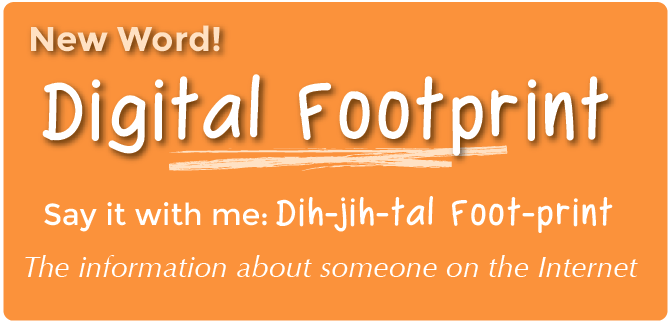 New Word!
Digital Footprint
Say it with me: Dih-jih-tal Foot-print
The information about someone on the Internet